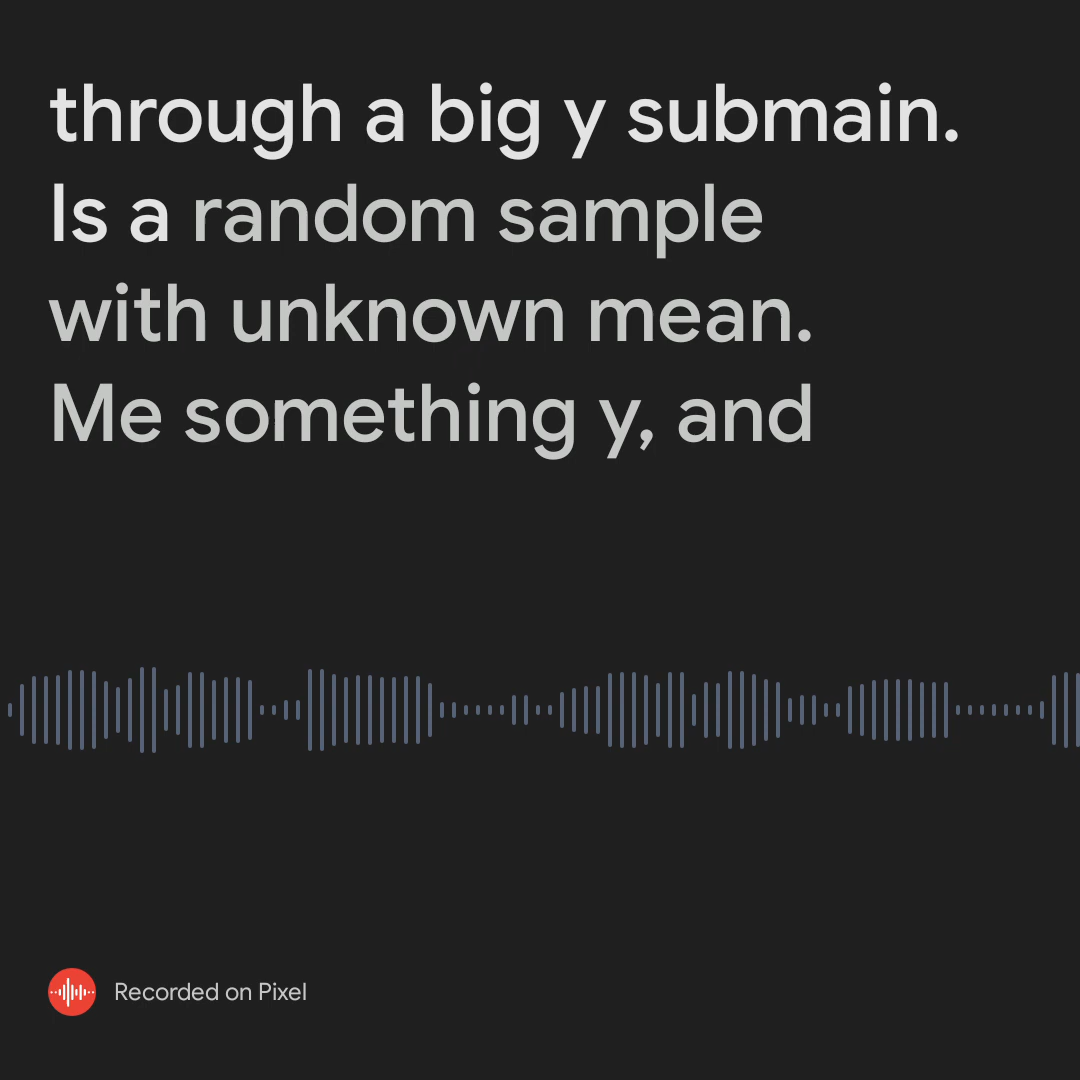 through a big y submain.
Is a random sample
with unknown mean.
Me something y, and
Recorded on Pixel